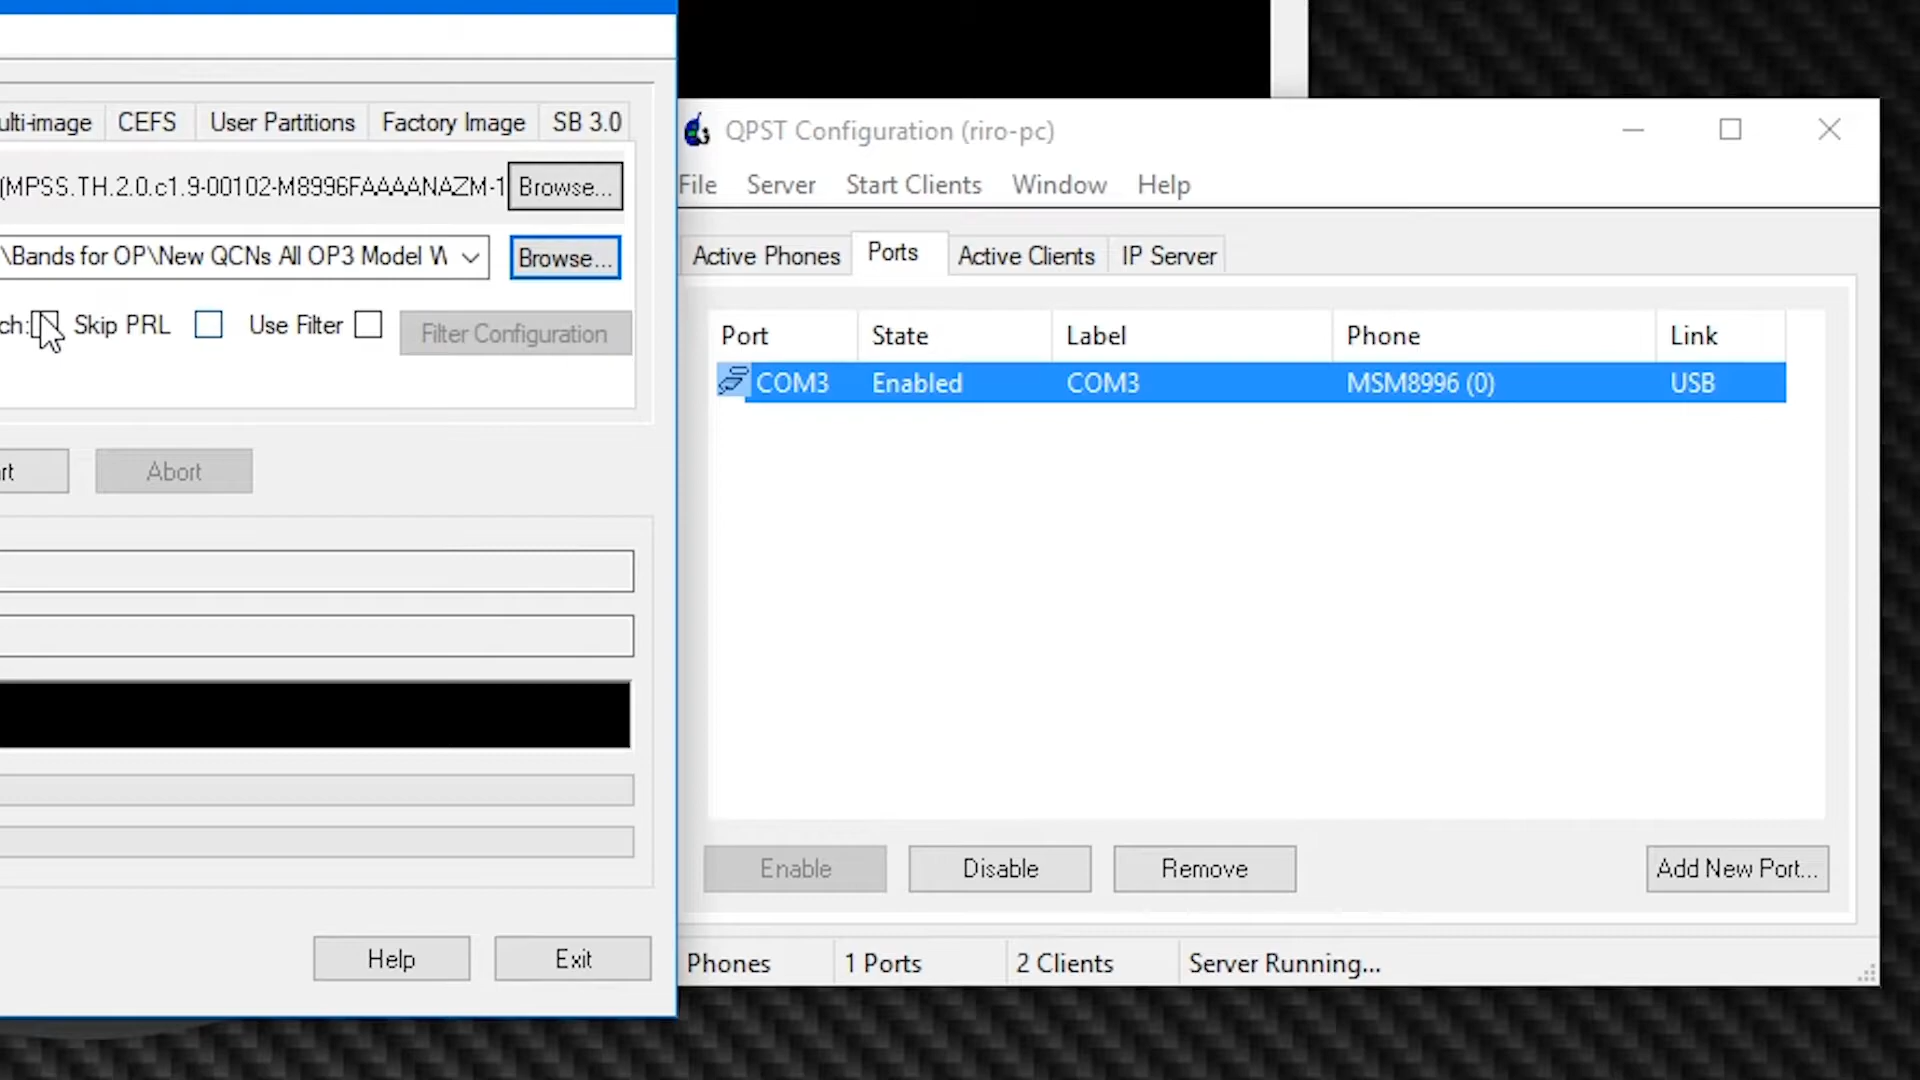 ulti-image CEFS User Partitions Factory Image SB 3.0
(MPSS.TH.2.0.c1.9-00102-M8996FAAAANAZM-1 Browse...
\Bands for OP\New QCNs All OP3 Model W Browse...
ch: Skip PRL Use Filter Filter Configuration
rt Abort
Help Exit
QPST Configuration (riro-pc)
File Server Start Clients Window Help
Active Phones Ports Active Clients IP Server
Port State Label Phone Link
COM3 Enabled COM3 MSM8996 (0) USB
Enable Disable Remove Add New Port...
Phones 1 Ports 2 Clients Server Running...